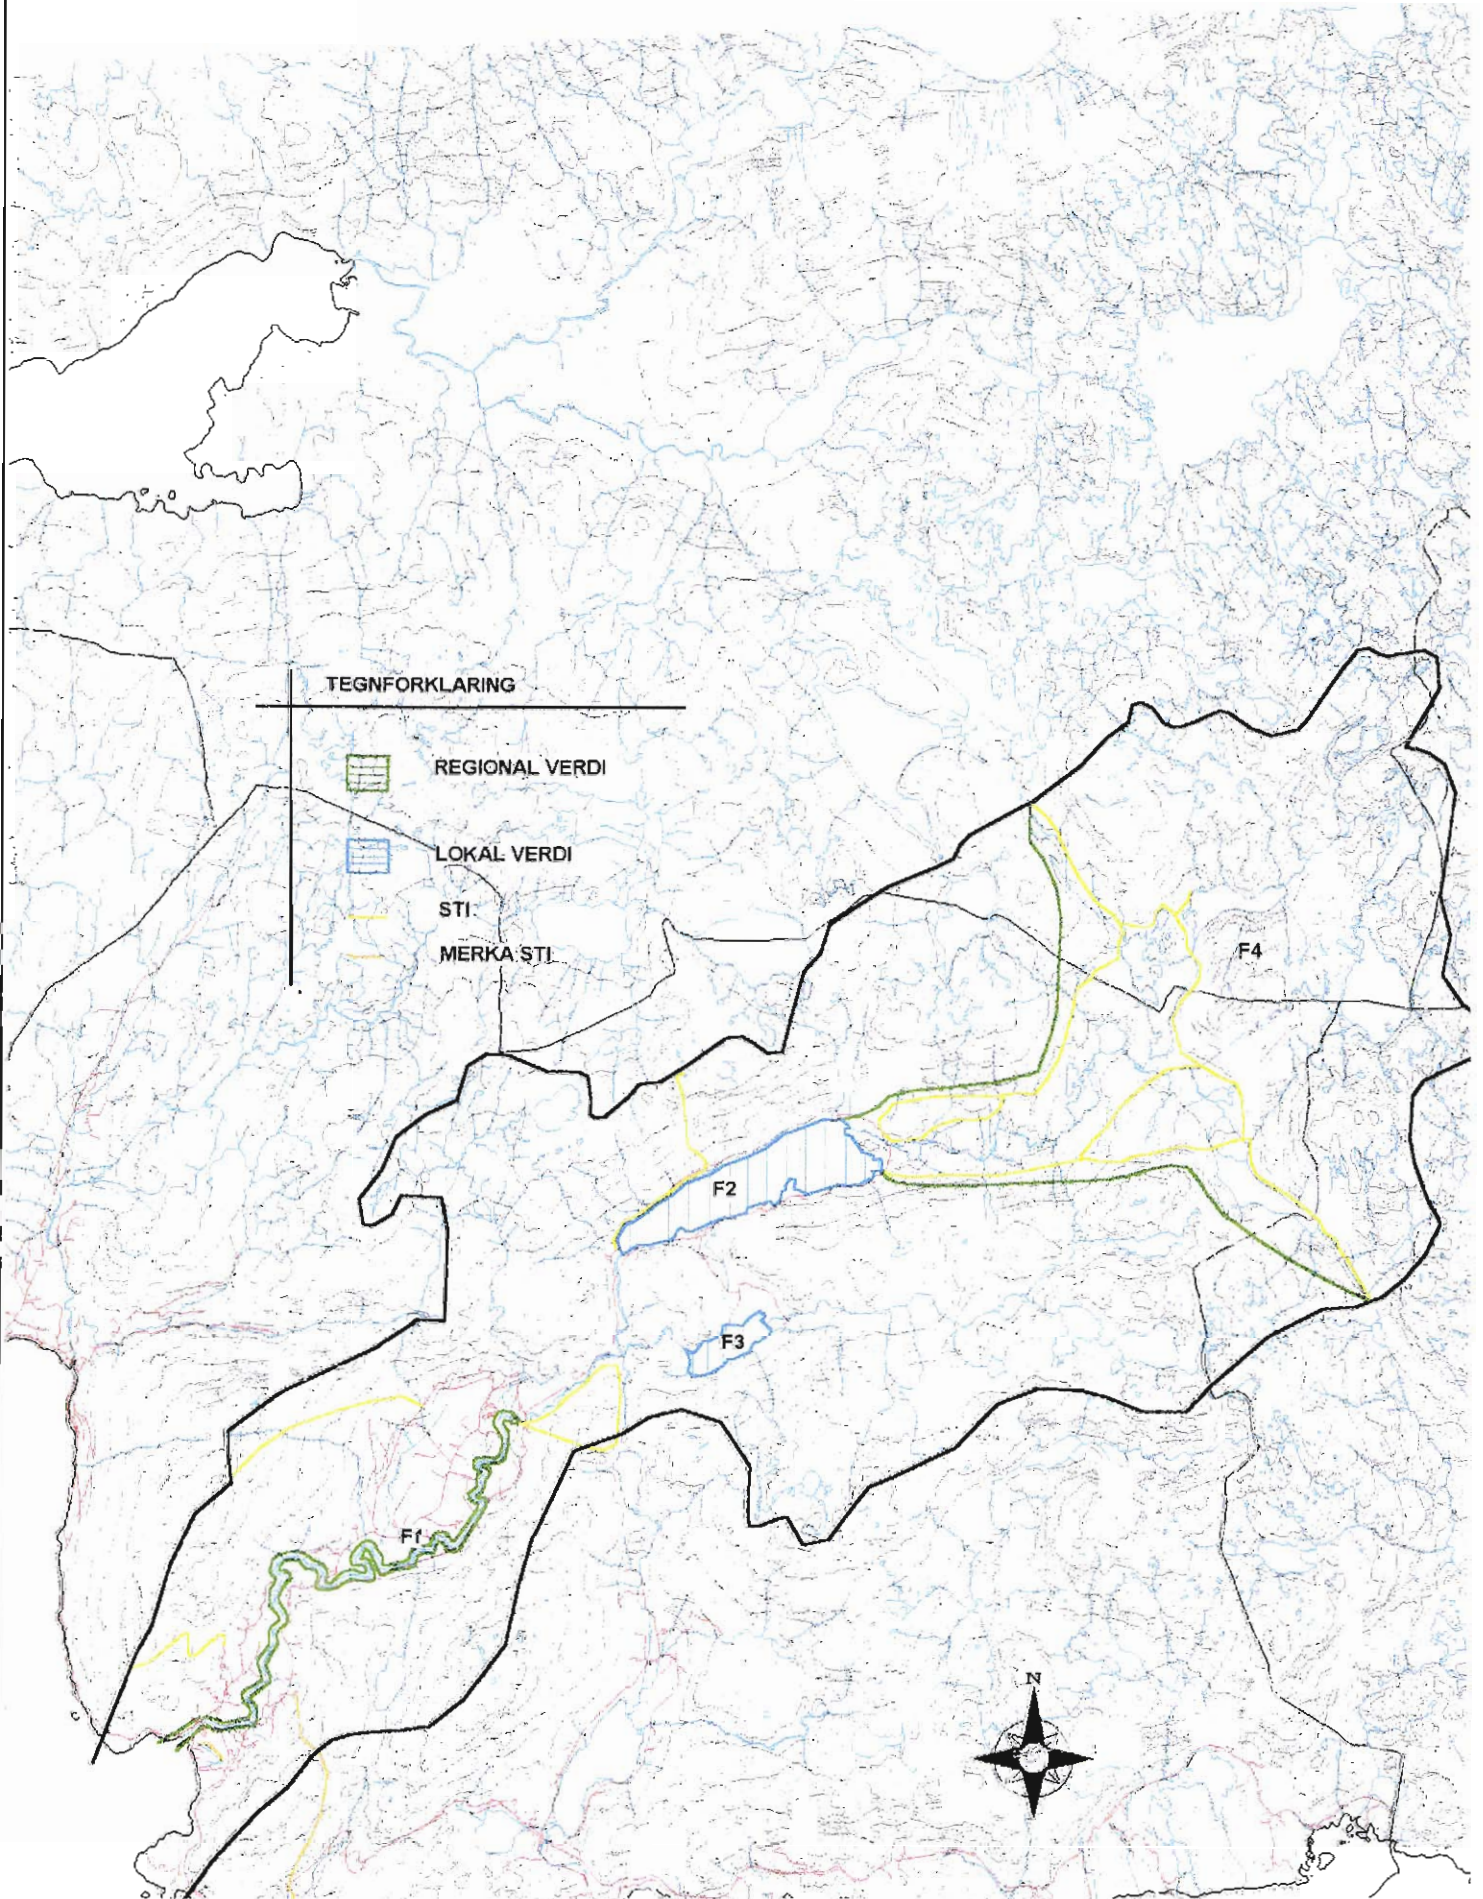 TEGNFORKLARING
REGIONAL VERDI
LOKAL VERDI
STI
MERKA STI
F4
F2
F3
F1
N